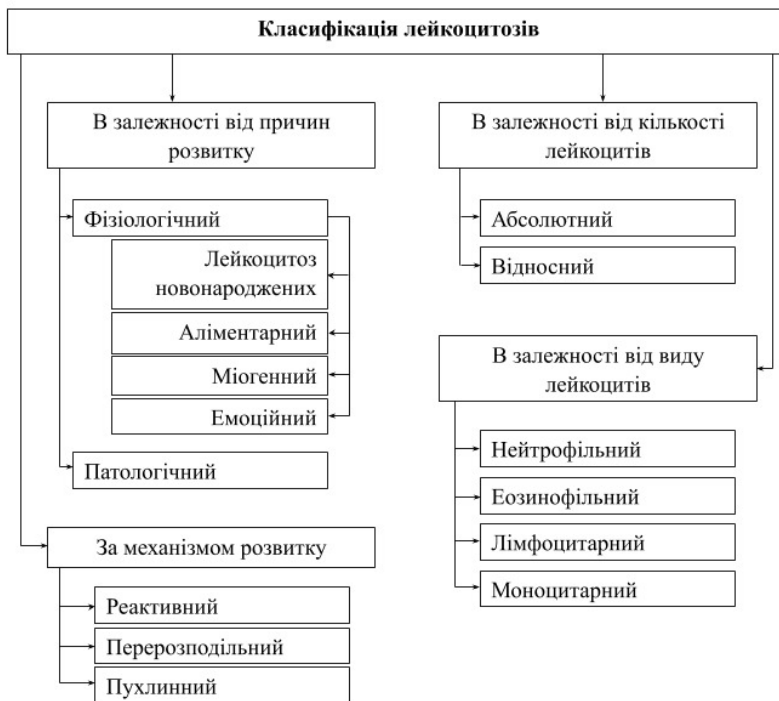 Класифікація лейкоцитозів
В залежності від причин
розвитку
Фізіологічний
Лейкоцитоз
новонароджених
Аліментарний
Міогенний
Емоційний
Патологічний
За механізмом розвитку
Реактивний
Перерозподільний
Пухлинний
В залежності від кількості
лейкоцитів
Абсолютний
Відносний
В залежності від виду
лейкоцитів
Нейтрофільний
Еозинофільний
Лімфоцитарний
Моноцитарний